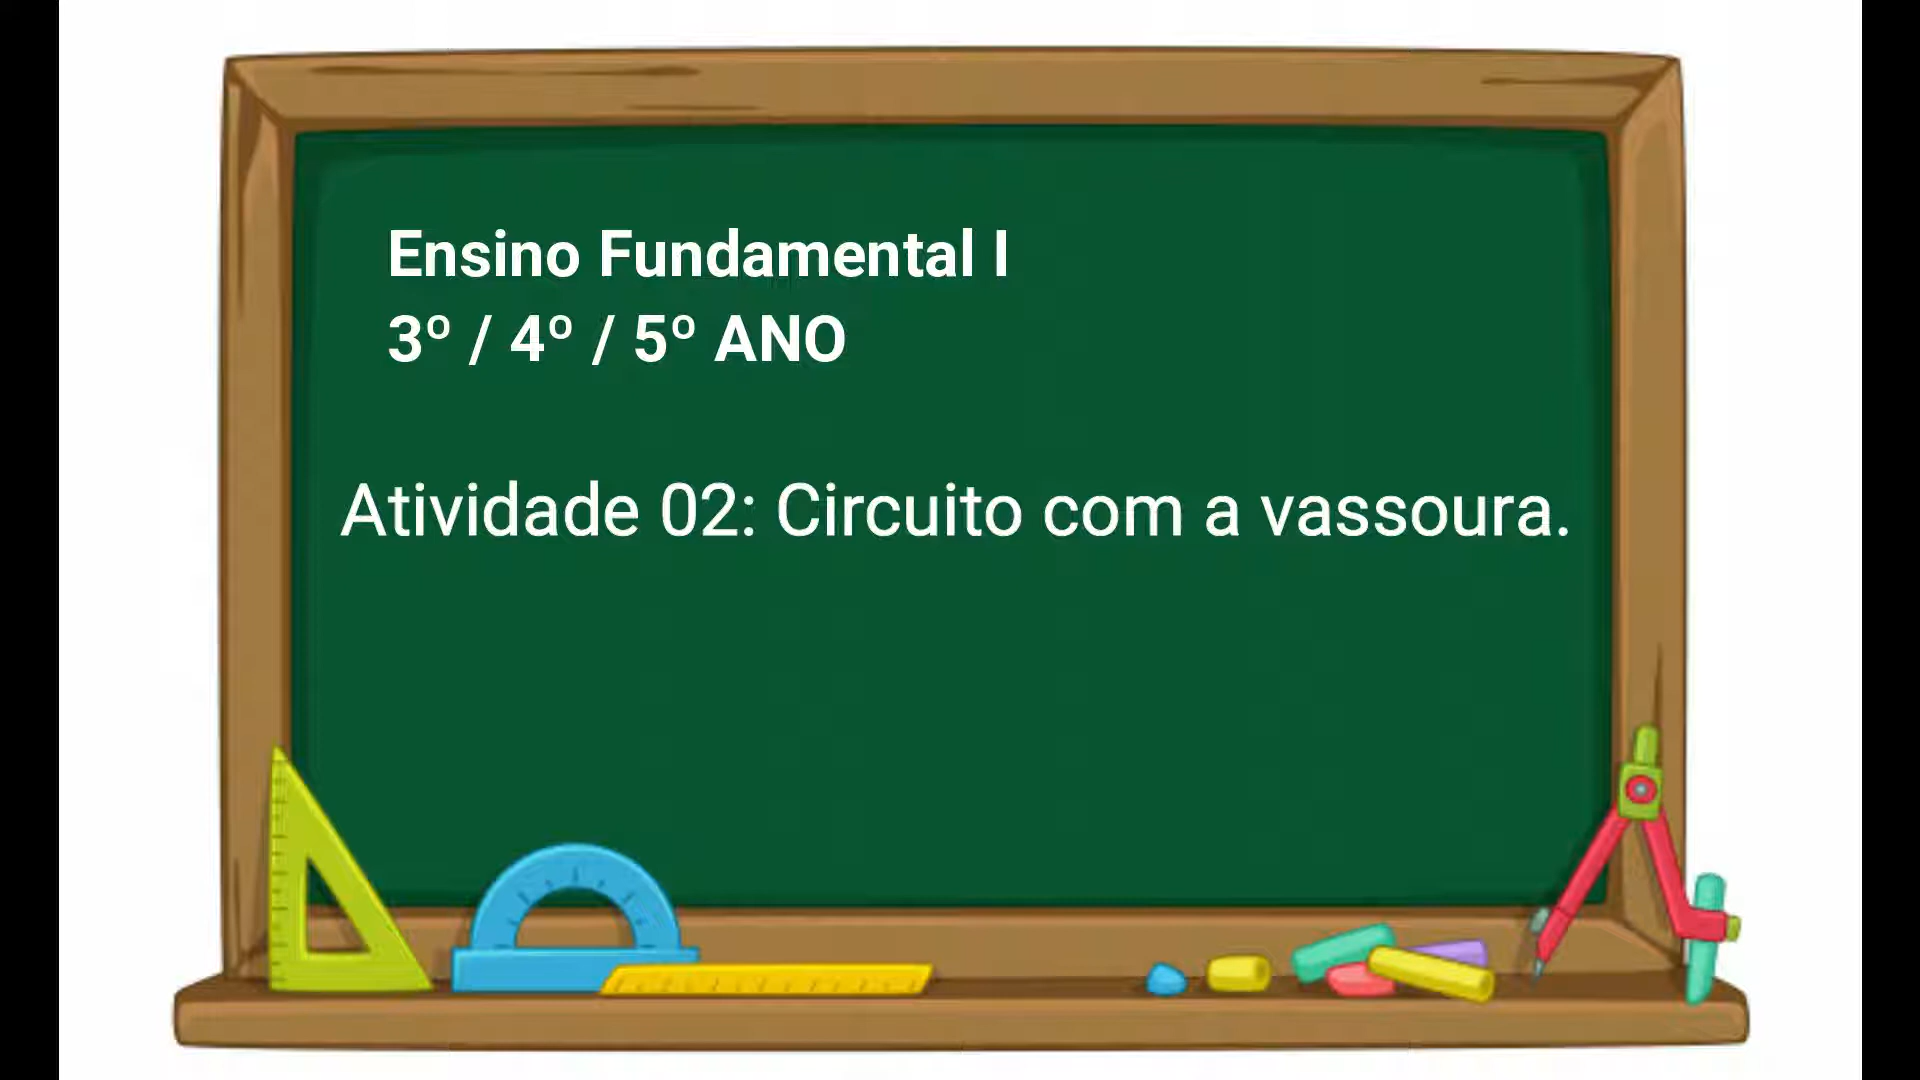 Ensino Fundamental I
3º / 4º / 5º ANO
Atividade 02: Circuito com a vassoura.